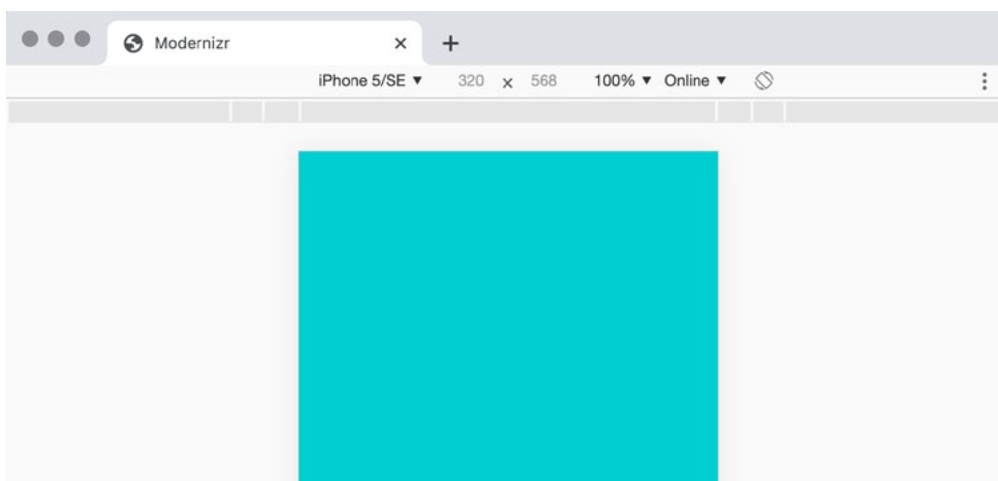 Modernizr
iPhone 5/SE ▼ 320 x 568 100% ▼ Online ▼